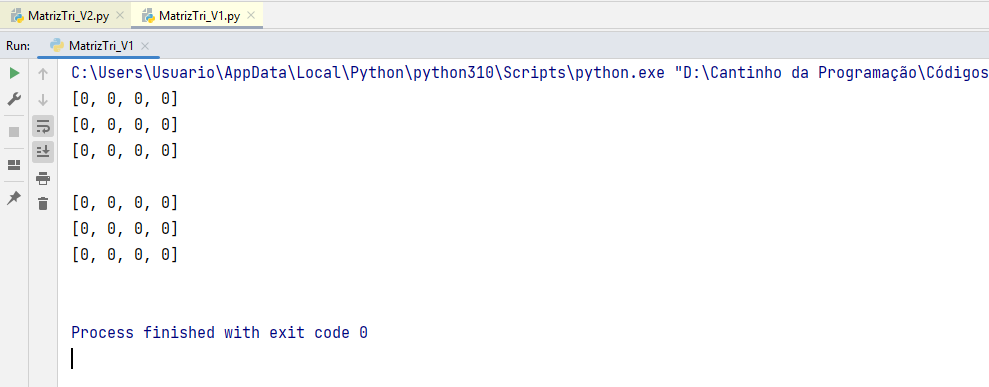 MatrizTri_V2.py MatrizTri_V1.py
Run: MatrizTri_V1
C:\Users\Usuario\AppData\Local\Python\python310\Scripts\python.exe "D:\Cantinho da Programação\Códigos
[0, 0, 0, 0]
[0, 0, 0, 0]
[0, 0, 0, 0]
[0, 0, 0, 0]
[0, 0, 0, 0]
[0, 0, 0, 0]
Process finished with exit code 0